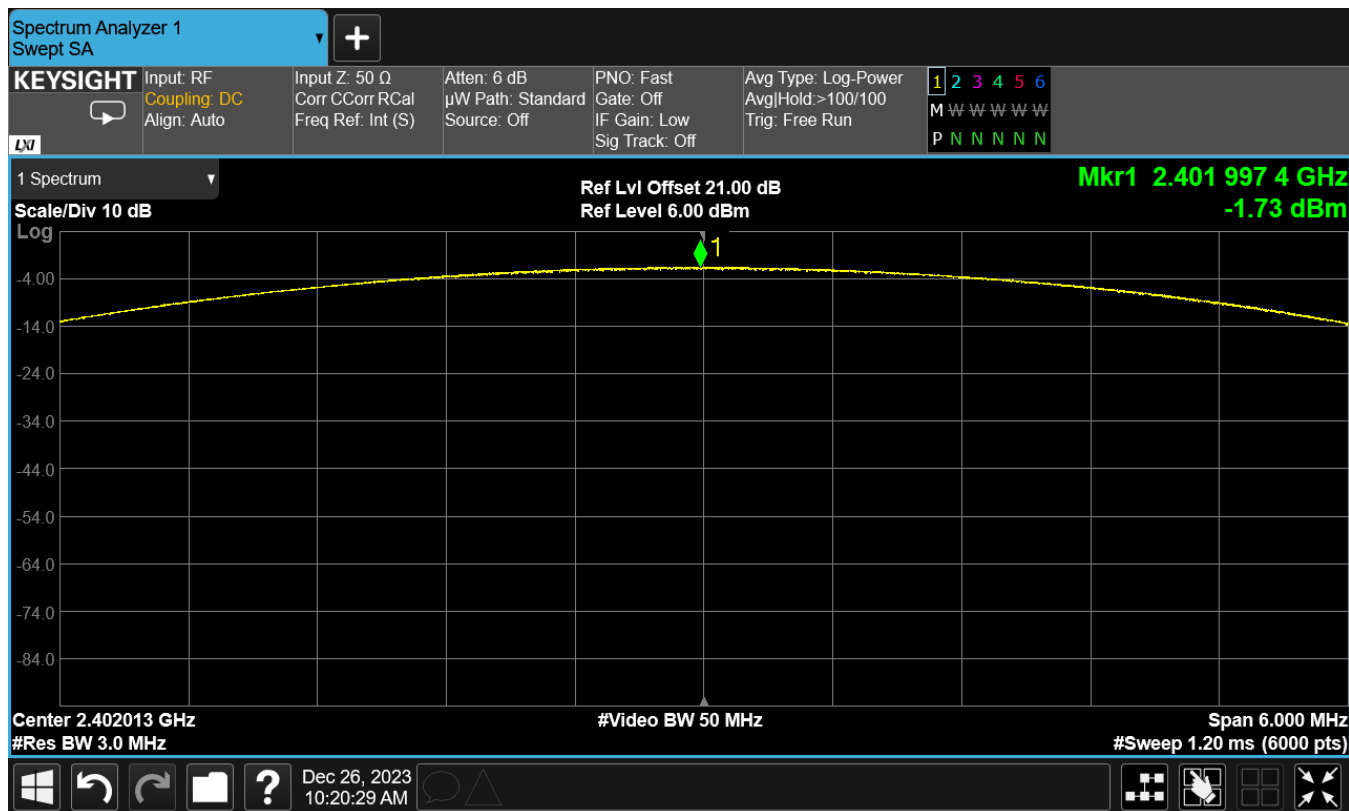 Spectrum Analyzer 1
Swept SA
+
KEYSIGHT
LXI
Input: RF
Coupling: DC
Align: Auto
Input Z: 50 Ω
Corr CCorr RCal
Freq Ref: Int (S)
Atten: 6 dB
µW Path: Standard
Source: Off
PNO: Fast
Gate: Off
IF Gain: Low
Sig Track: Off
Avg Type: Log-Power
Avg|Hold:>100/100
Trig: Free Run
1 2 3 4 5 6
M W W W W W
P N N N N N
1 Spectrum
Scale/Div 10 dB
Log
Ref Lvl Offset 21.00 dB
Ref Level 6.00 dBm
Mkr1 2.401 997 4 GHz
-1.73 dBm
1
-4.00
-14.0
-24.0
-34.0
-44.0
-54.0
-64.0
-74.0
-84.0
Center 2.402013 GHz
#Res BW 3.0 MHz
#Video BW 50 MHz
Span 6.000 MHz
#Sweep 1.20 ms (6000 pts)
?
Dec 26, 2023
10:20:29 AM